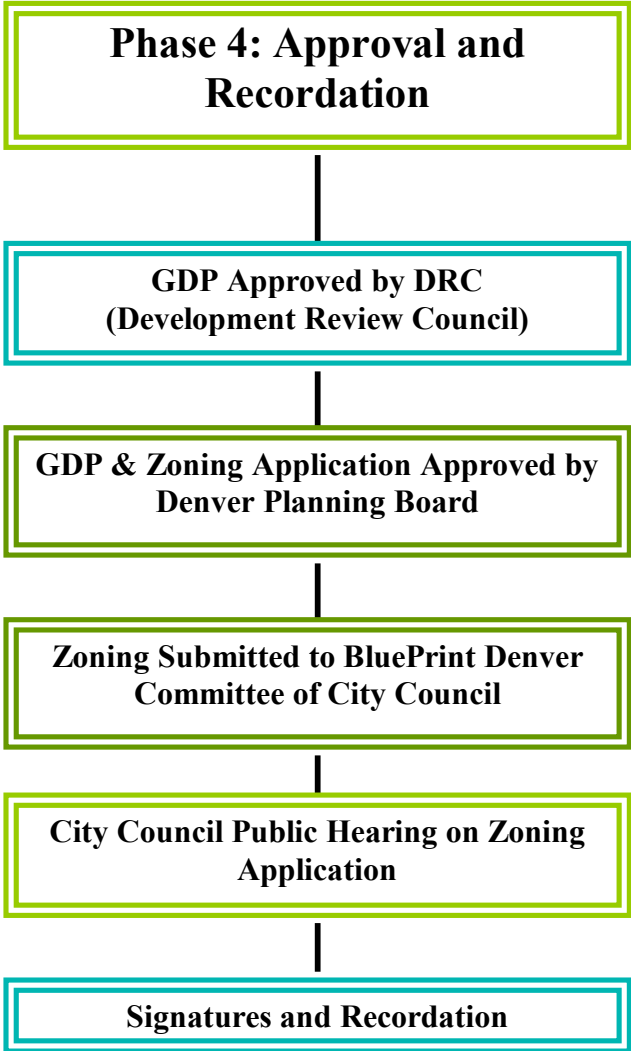 Phase 4: Approval and
Recordation
GDP Approved by DRC
(Development Review Council)
GDP & Zoning Application Approved by
Denver Planning Board
Zoning Submitted to BluePrint Denver
Committee of City Council
City Council Public Hearing on Zoning
Application
Signatures and Recordation